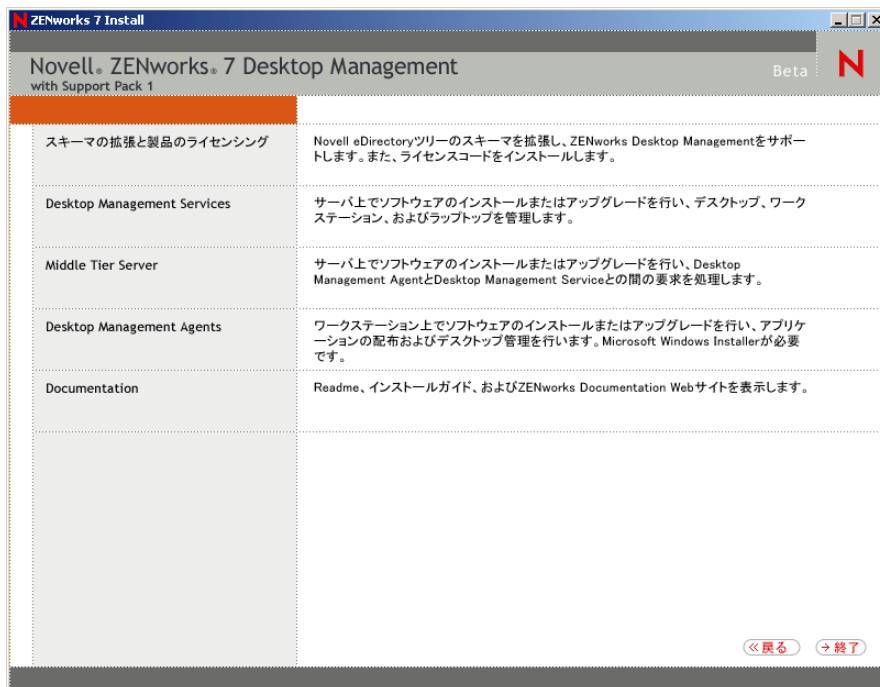 N ZENworks 7 Install
Novell® ZENworks® 7 Desktop Management
with Support Pack 1
Beta
N
スキーマの拡張と製品のライセンシング
Novell eDirectoryツリーのスキーマを拡張し、ZENworks Desktop Managementをサポー
トします。また、ライセンスコードをインストールします。
Desktop Management Services
サーバ上でソフトウェアのインストールまたはアップグレードを行い、デスクトップ、ワーク
ステーション、およびラップトップを管理します。
Middle Tier Server
サーバ上でソフトウェアのインストールまたはアップグレードを行い、Desktop
Management AgentとDesktop Management Serviceとの間の要求を処理します。
Desktop Management Agents
ワークステーション上でソフトウェアのインストールまたはアップグレードを行い、アプリケ
ーションの配布およびデスクトップ管理を行います。Microsoft Windows Installerが必要
です。
Documentation
Readme、インストールガイド、およびZENworks Documentation Webサイトを表示します。
戻る
終了